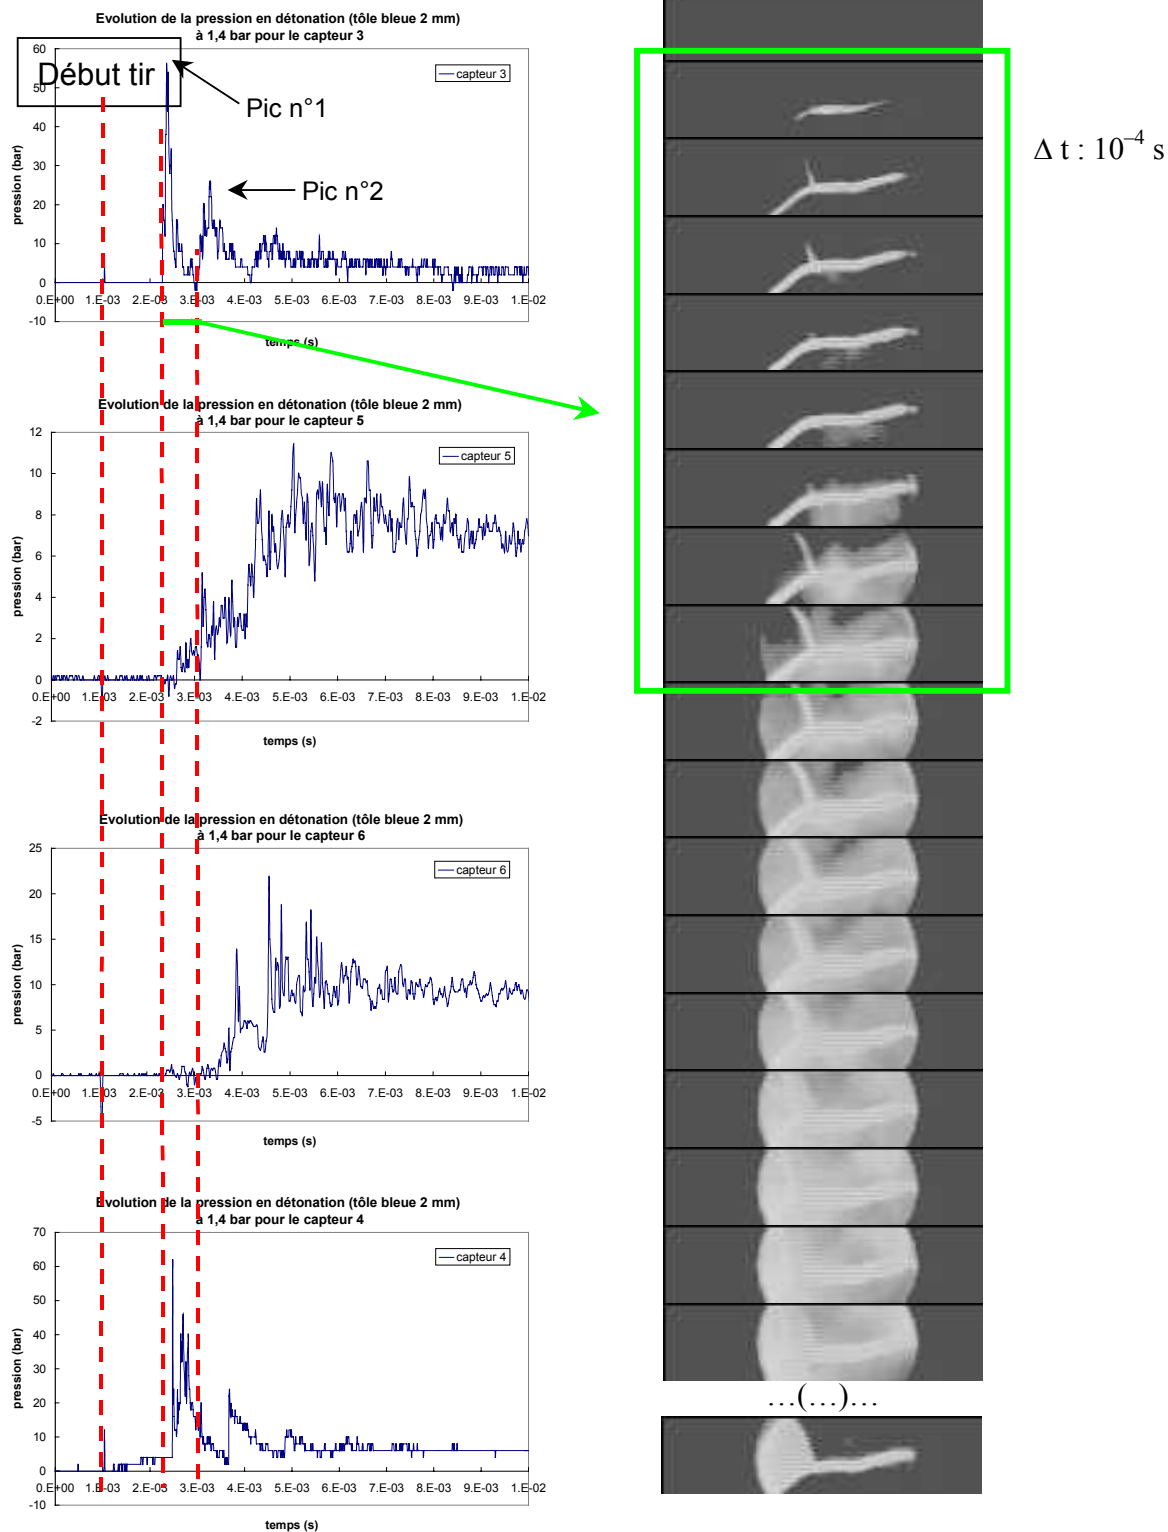 Evolution de la pression en détonation (tôle bleue 2 mm)
à 1,4 bar pour le capteur 3
Début tir
capteur 3
Pic n°1
Pic n°2
pression (bar)
60
50
40
30
20
10
0
-10
0.E+00 1.E-03 2.E-03 3.E-03 4.E-03 5.E-03 6.E-03 7.E-03 8.E-03 9.E-03 1.E-02
temps (s)
Evolution de la pression en détonation (tôle bleue 2 mm)
à 1,4 bar pour le capteur 5
capteur 5
pression (bar)
12
10
8
6
4
2
0
-2
0.E+00 1.E-03 2.E-03 3.E-03 4.E-03 5.E-03 6.E-03 7.E-03 8.E-03 9.E-03 1.E-02
temps (s)
Evolution de la pression en détonation (tôle bleue 2 mm)
à 1,4 bar pour le capteur 6
capteur 6
pression (bar)
25
20
15
10
5
0
-5
0.E+00 1.E-03 2.E-03 3.E-03 4.E-03 5.E-03 6.E-03 7.E-03 8.E-03 9.E-03 1.E-02
temps (s)
Evolution de la pression en détonation (tôle bleue 2 mm)
à 1,4 bar pour le capteur 4
capteur 4
pression (bar)
70
60
50
40
30
20
10
0
-10
0.E+00 1.E-03 2.E-03 3.E-03 4.E-03 5.E-03 6.E-03 7.E-03 8.E-03 9.E-03 1.E-02
temps (s)
Δ t : 10⁻⁴ s
…(…)…